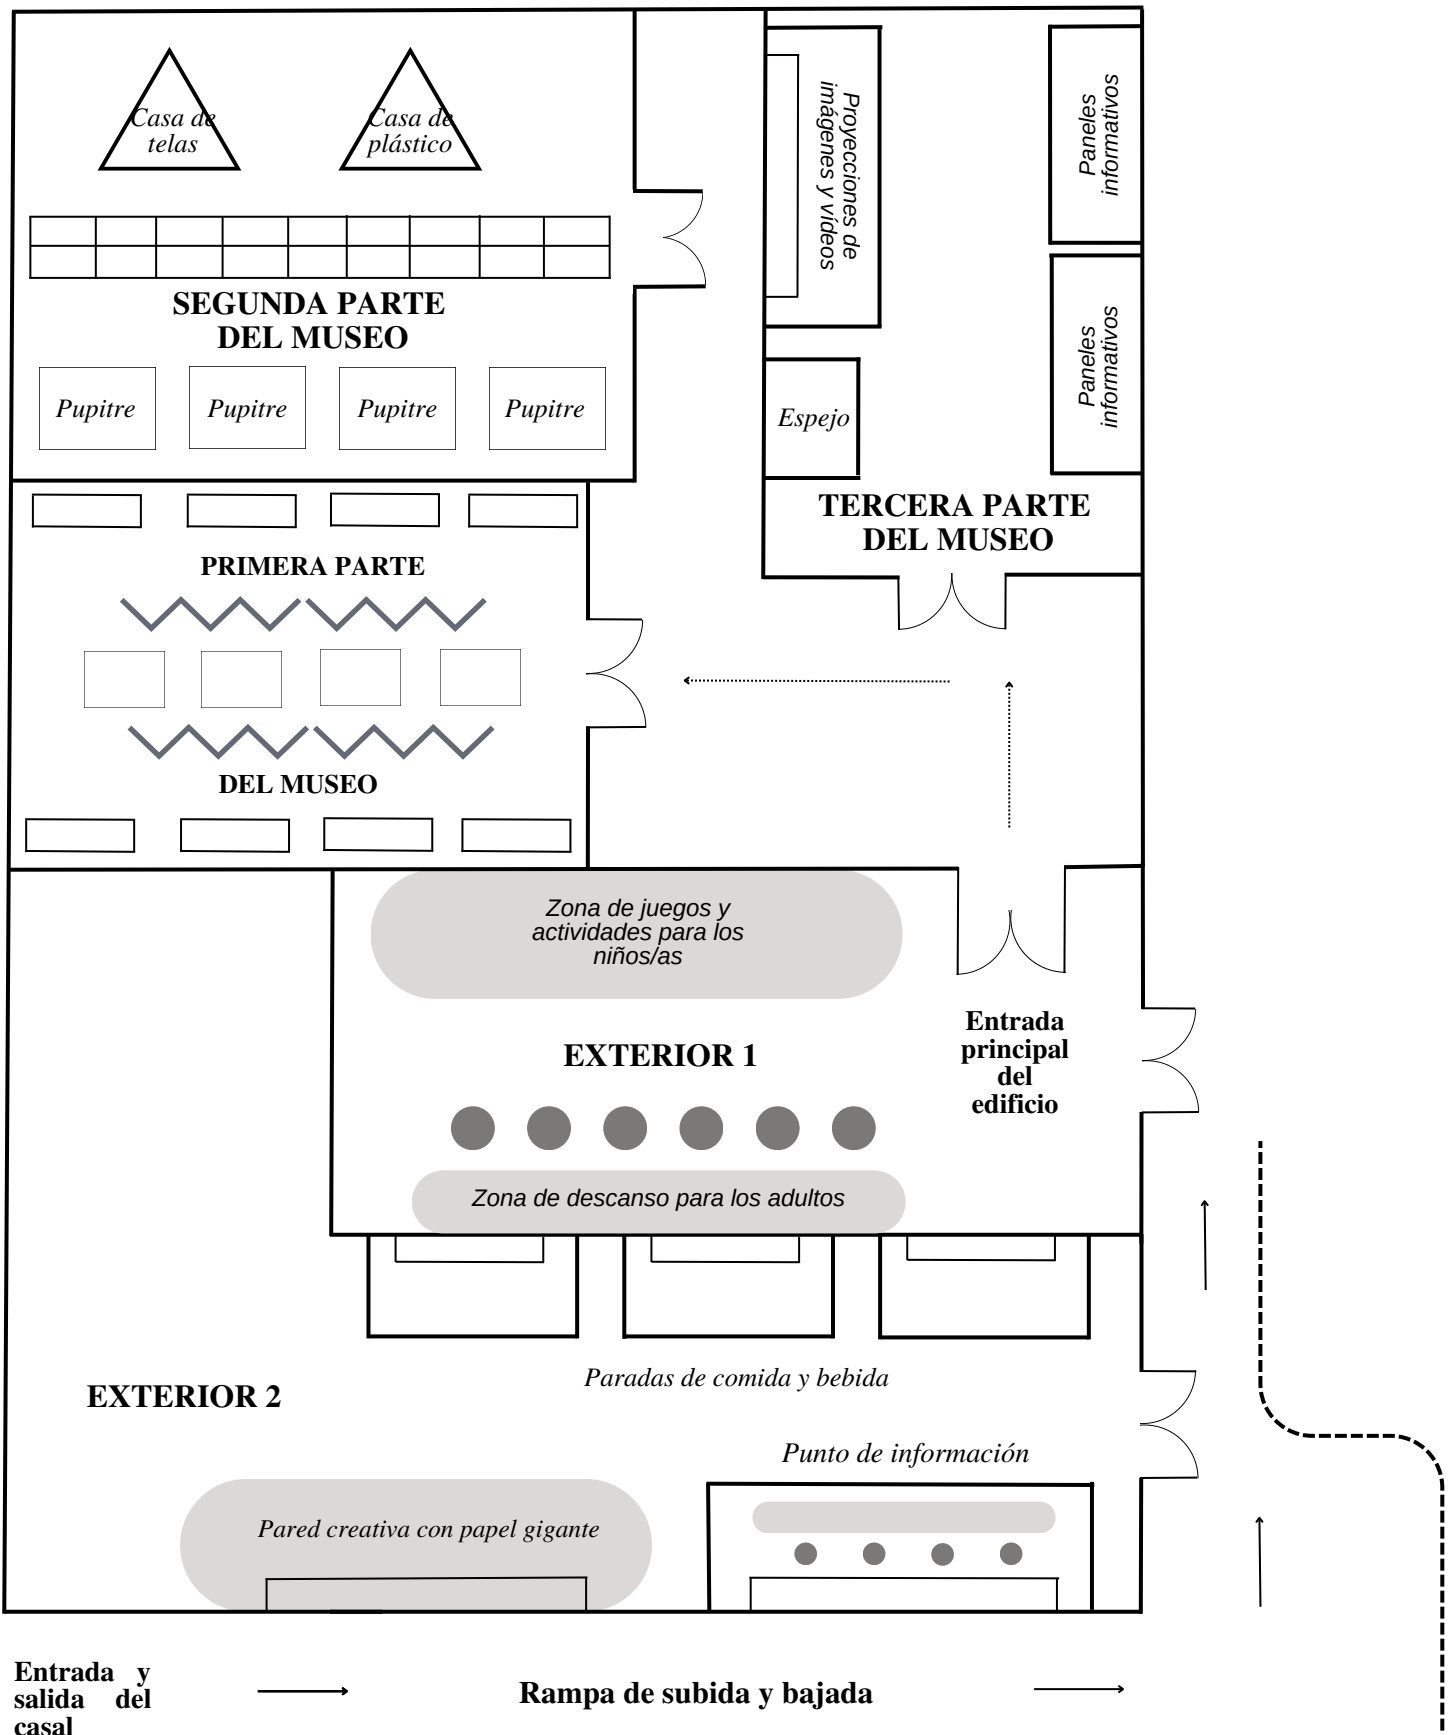 Casa de
telas
Casa de
plástico
SEGUNDA PARTE
DEL MUSEO
Pupitre
Pupitre
Pupitre
Pupitre
Proyecciones de
imágenes y vídeos
Paneles
informativos
Paneles
informativos
Espejo
TERCERA PARTE
DEL MUSEO
PRIMERA PARTE
DEL MUSEO
Zona de juegos y
actividades para los
niños/as
EXTERIOR 1
Entrada
principal
del
edificio
Zona de descanso para los adultos
Paradas de comida y bebida
EXTERIOR 2
Punto de información
Pared creativa con papel gigante
Entrada y
salida del
casal
Rampa de subida y bajada